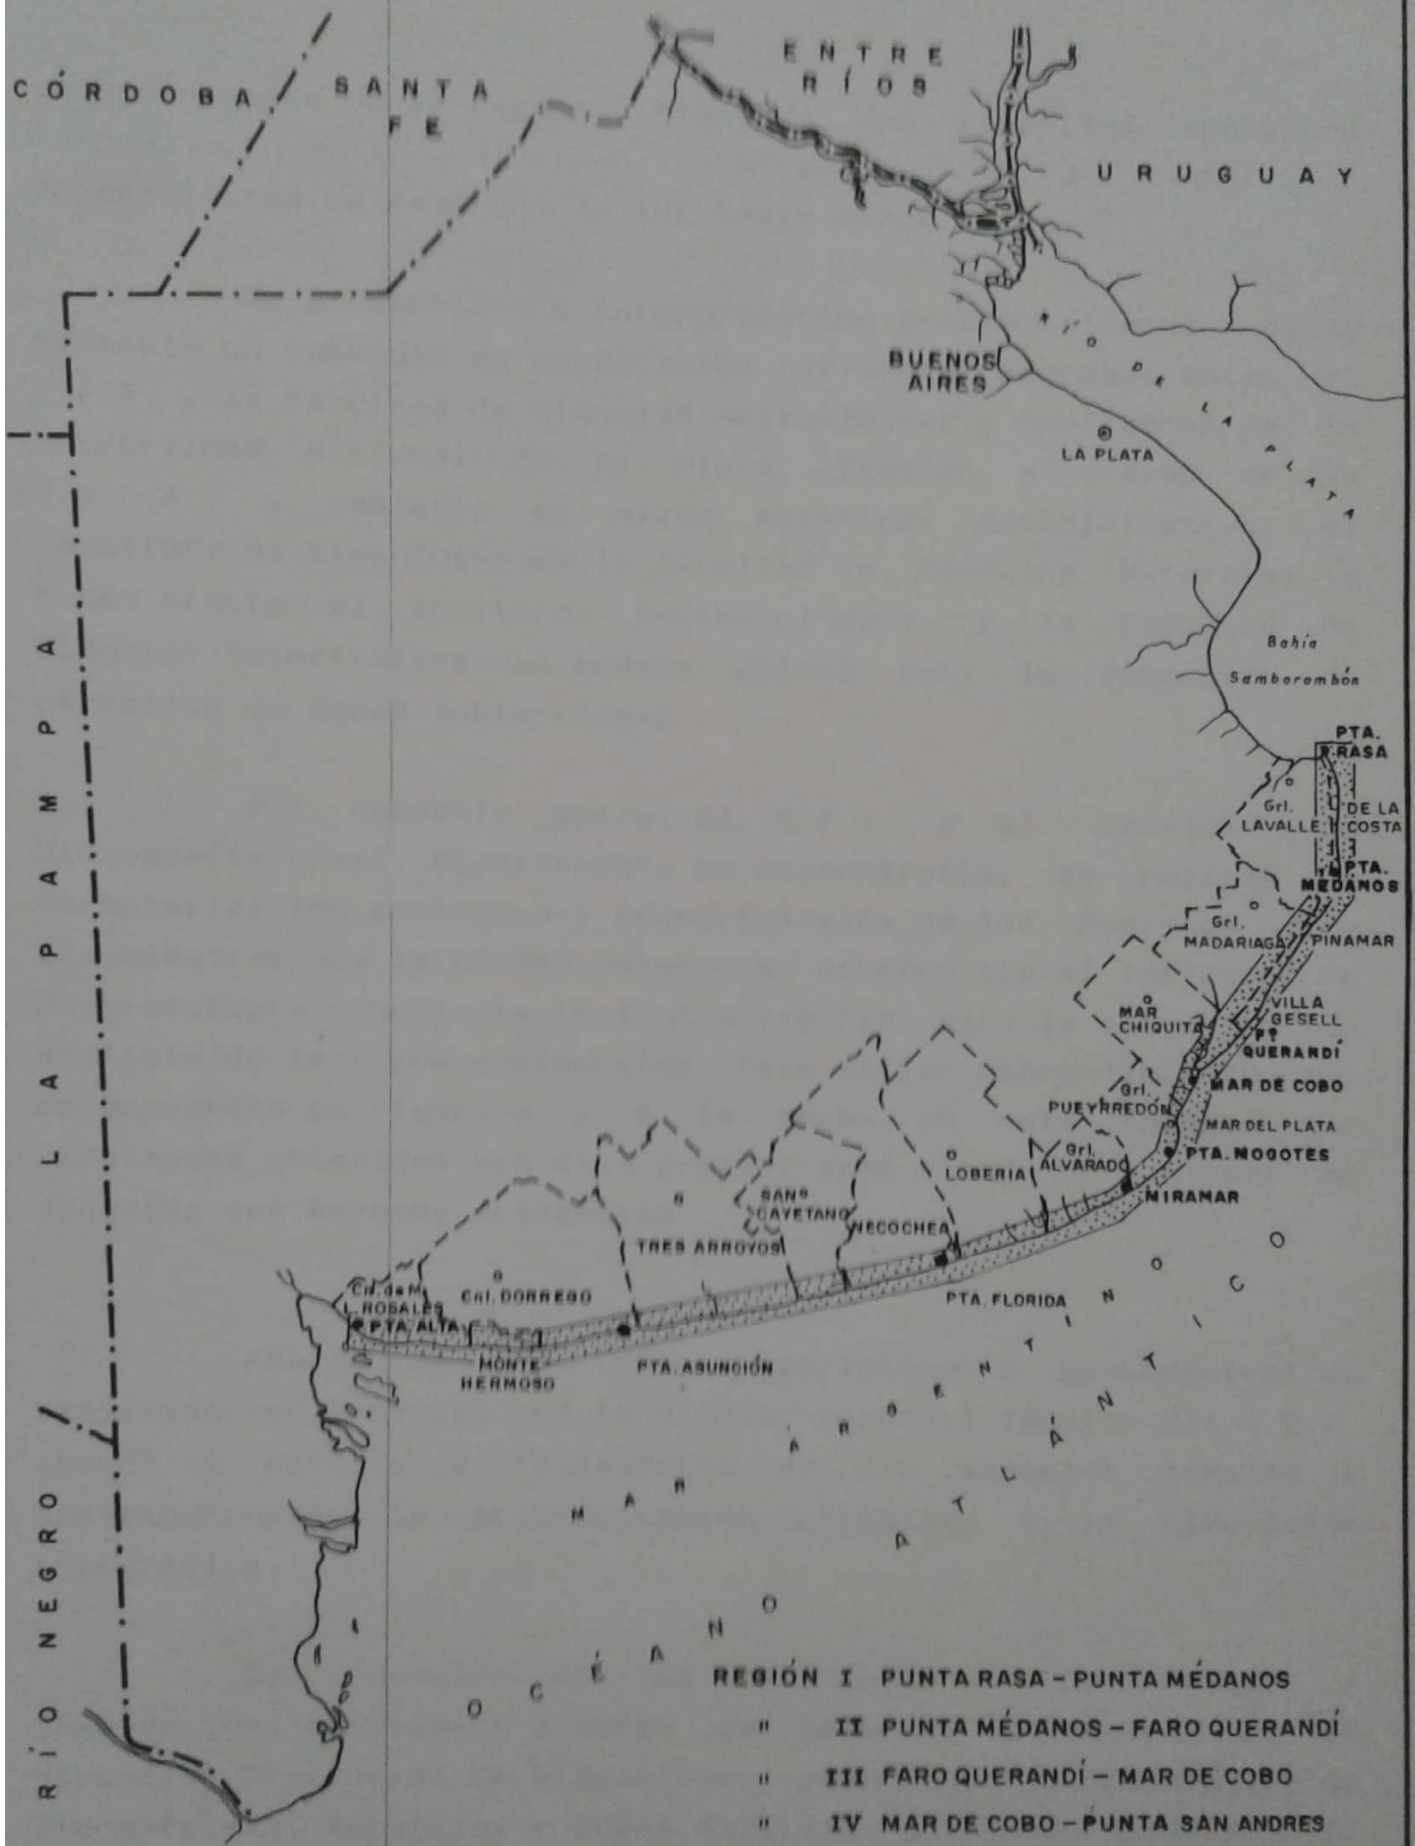 CÓRDOBA
SANTA
FE
ENTRE
RÍOS
URUGUAY
RÍO DE LA PLATA
BUENOS
AIRES
LA PLATA
LA PAMPA
Bahía
Samborombón
PTA.
RASA
Grl.
LAVALLE
DE LA
COSTA
PTA.
MÉDANOS
Grl.
MADARIAGA
PINAMAR
MAR
CHIQUITA
VILLA
GESELL
Fº
QUERANDÍ
MAR DE COBO
Grl.
PUEYRREDÓN
MAR DEL PLATA
PTA. MOGOTES
Grl.
ALVARADO
MIRAMAR
LOBERIA
SAN
CAYETANO
NECOCHEA
TRES ARROYOS
PTA. FLORIDA
Cnl. de M.
L. ROSALES
PTA. ALTA
Cnl. DORREGO
MONTE
HERMOSO
PTA. ASUNCIÓN
MAR ARGENTINO
OCÉANO ATLÁNTICO
RÍO NEGRO
REGIÓN I PUNTA RASA - PUNTA MÉDANOS
" II PUNTA MÉDANOS - FARO QUERANDÍ
" III FARO QUERANDÍ - MAR DE COBO
" IV MAR DE COBO - PUNTA SAN ANDRES